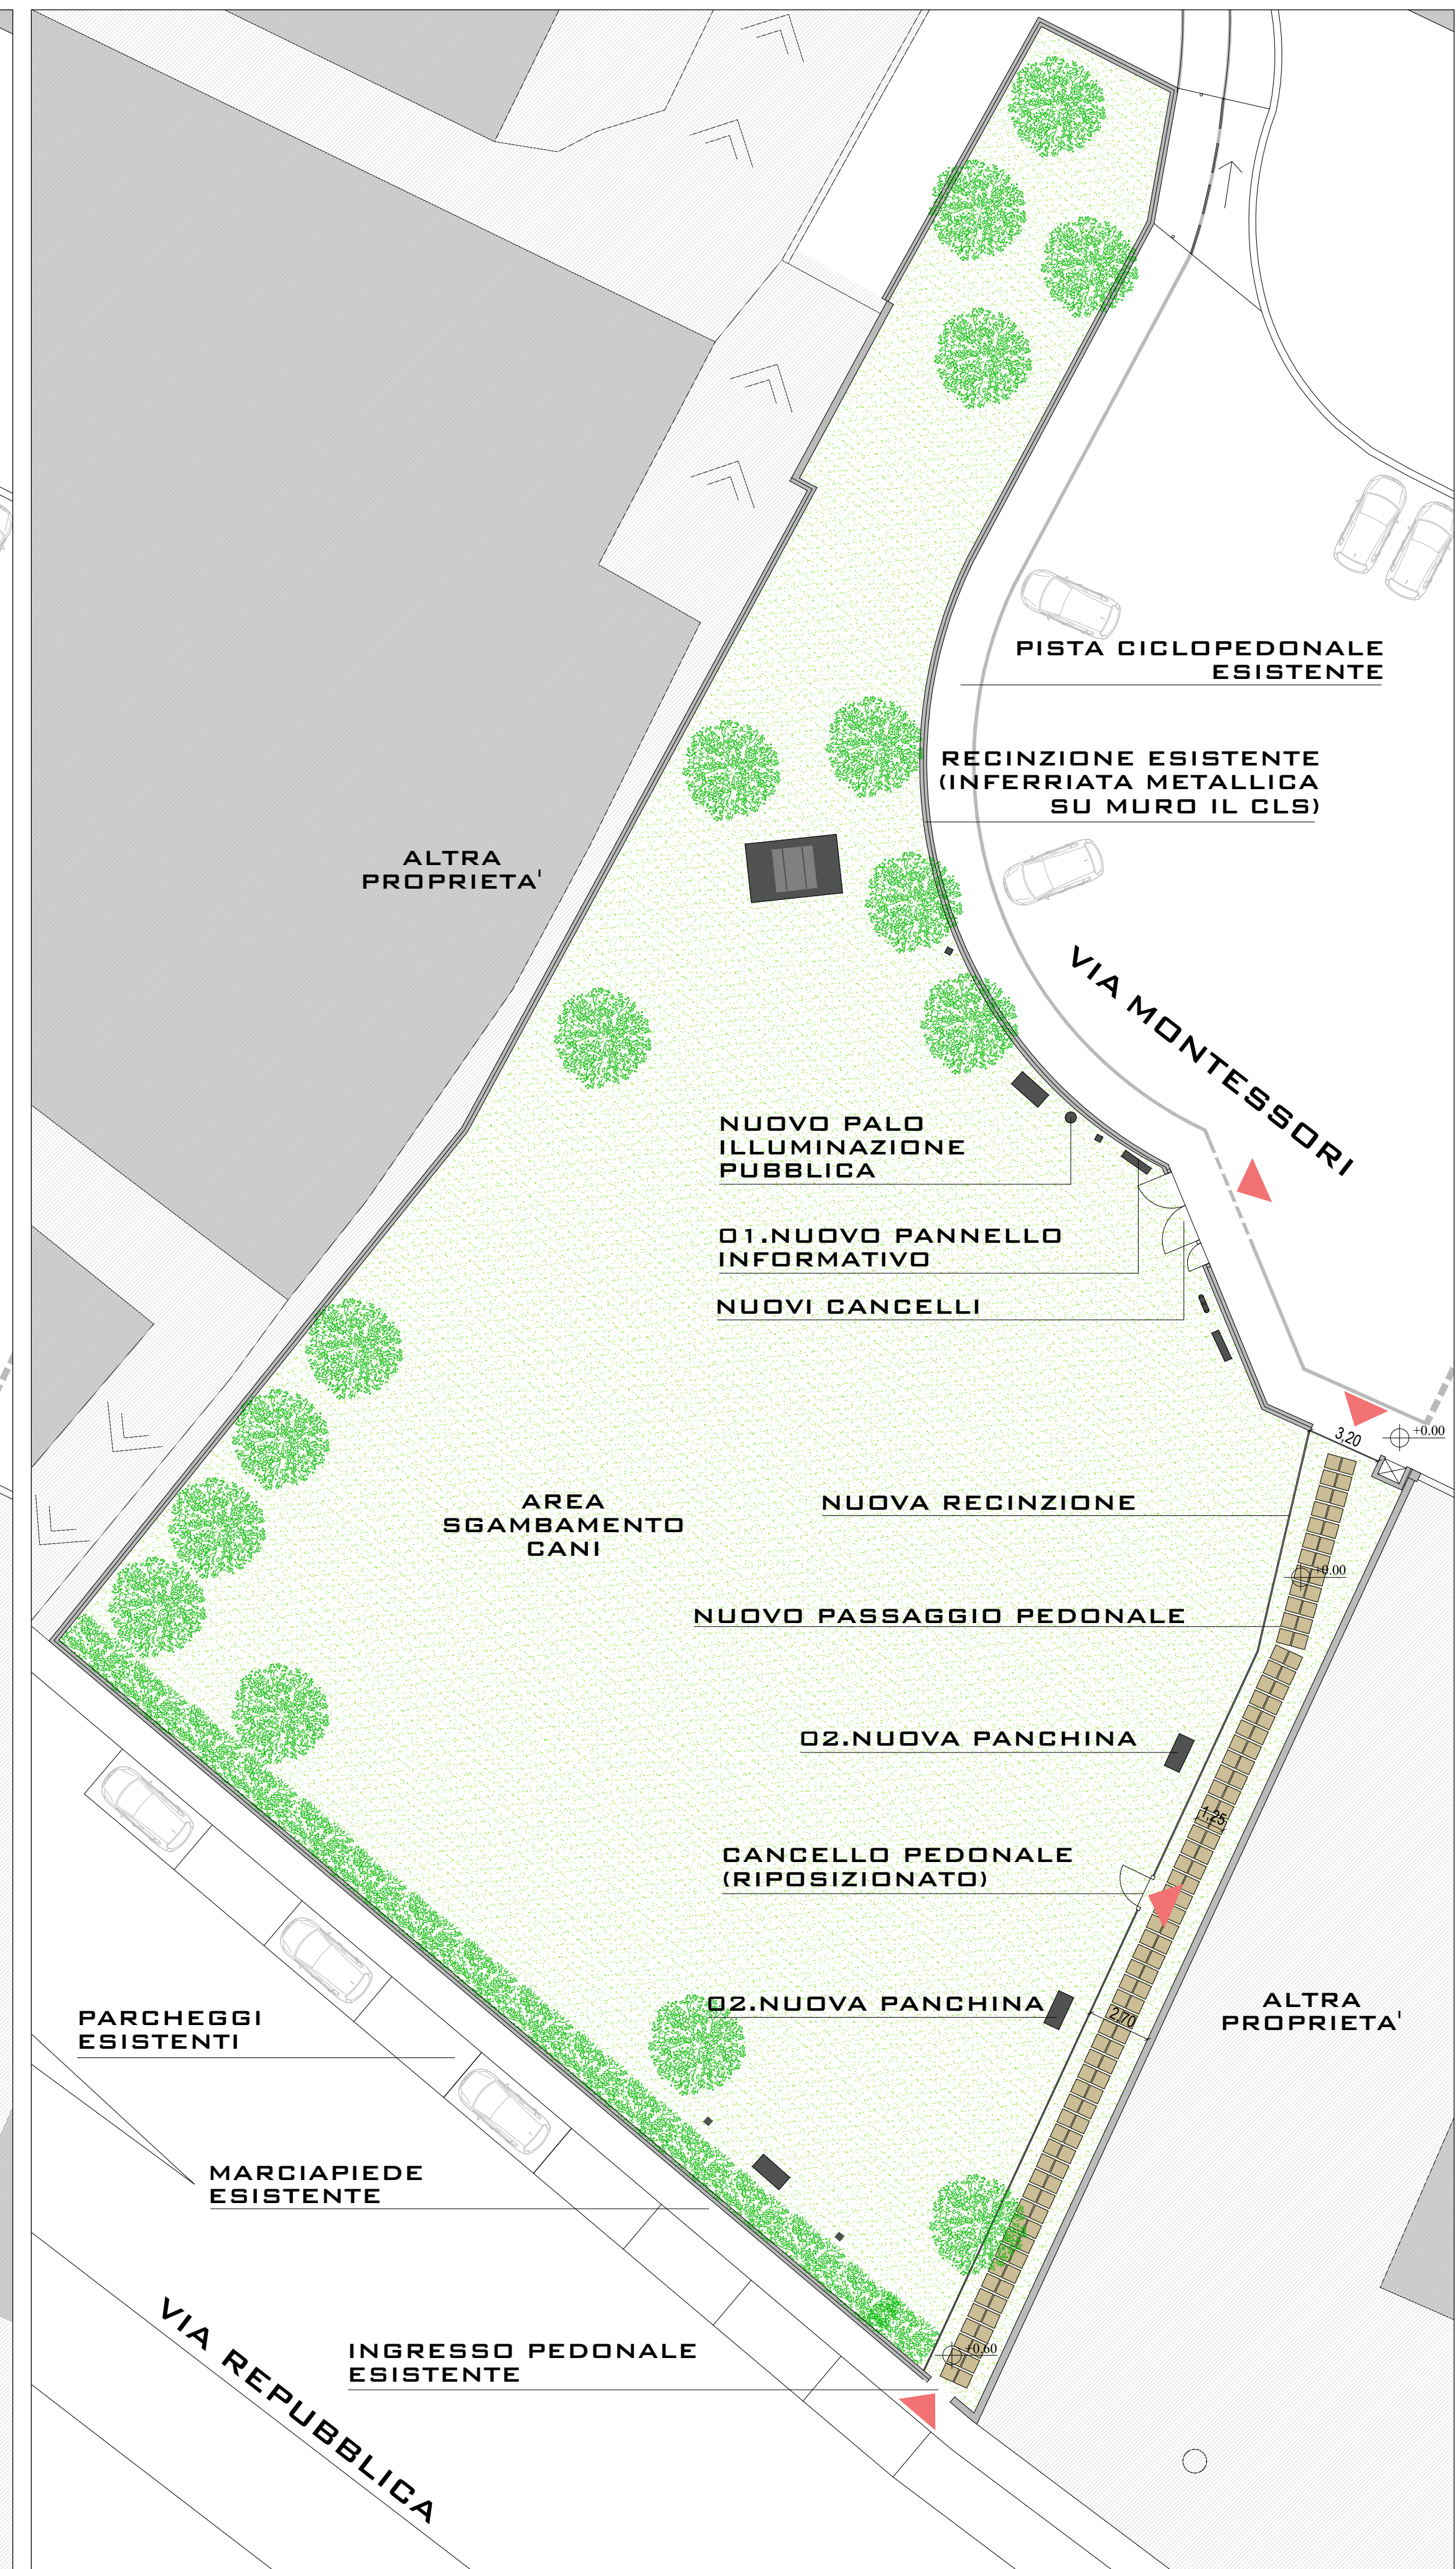 PISTA CICLOPEDONALE
ESISTENTE
RECINZIONE ESISTENTE
(INFERRIATA METALLICA
SU MURO IL CLS)
ALTRA
PROPRIETA'
VIA MONTESSORI
NUOVO PALO
ILLUMINAZIONE
PUBBLICA
01.NUOVO PANNELLO
INFORMATIVO
NUOVI CANCELLI
3,20
+0.00
AREA
SGAMBAMENTO
CANI
NUOVA RECINZIONE
+0.00
NUOVO PASSAGGIO PEDONALE
02.NUOVA PANCHINA
1,25
CANCELLO PEDONALE
(RIPOSIZIONATO)
02.NUOVA PANCHINA
2,70
ALTRA
PROPRIETA'
PARCHEGGI
ESISTENTI
MARCIAPIEDE
ESISTENTE
+0.60
INGRESSO PEDONALE
ESISTENTE
VIA REPUBBLICA